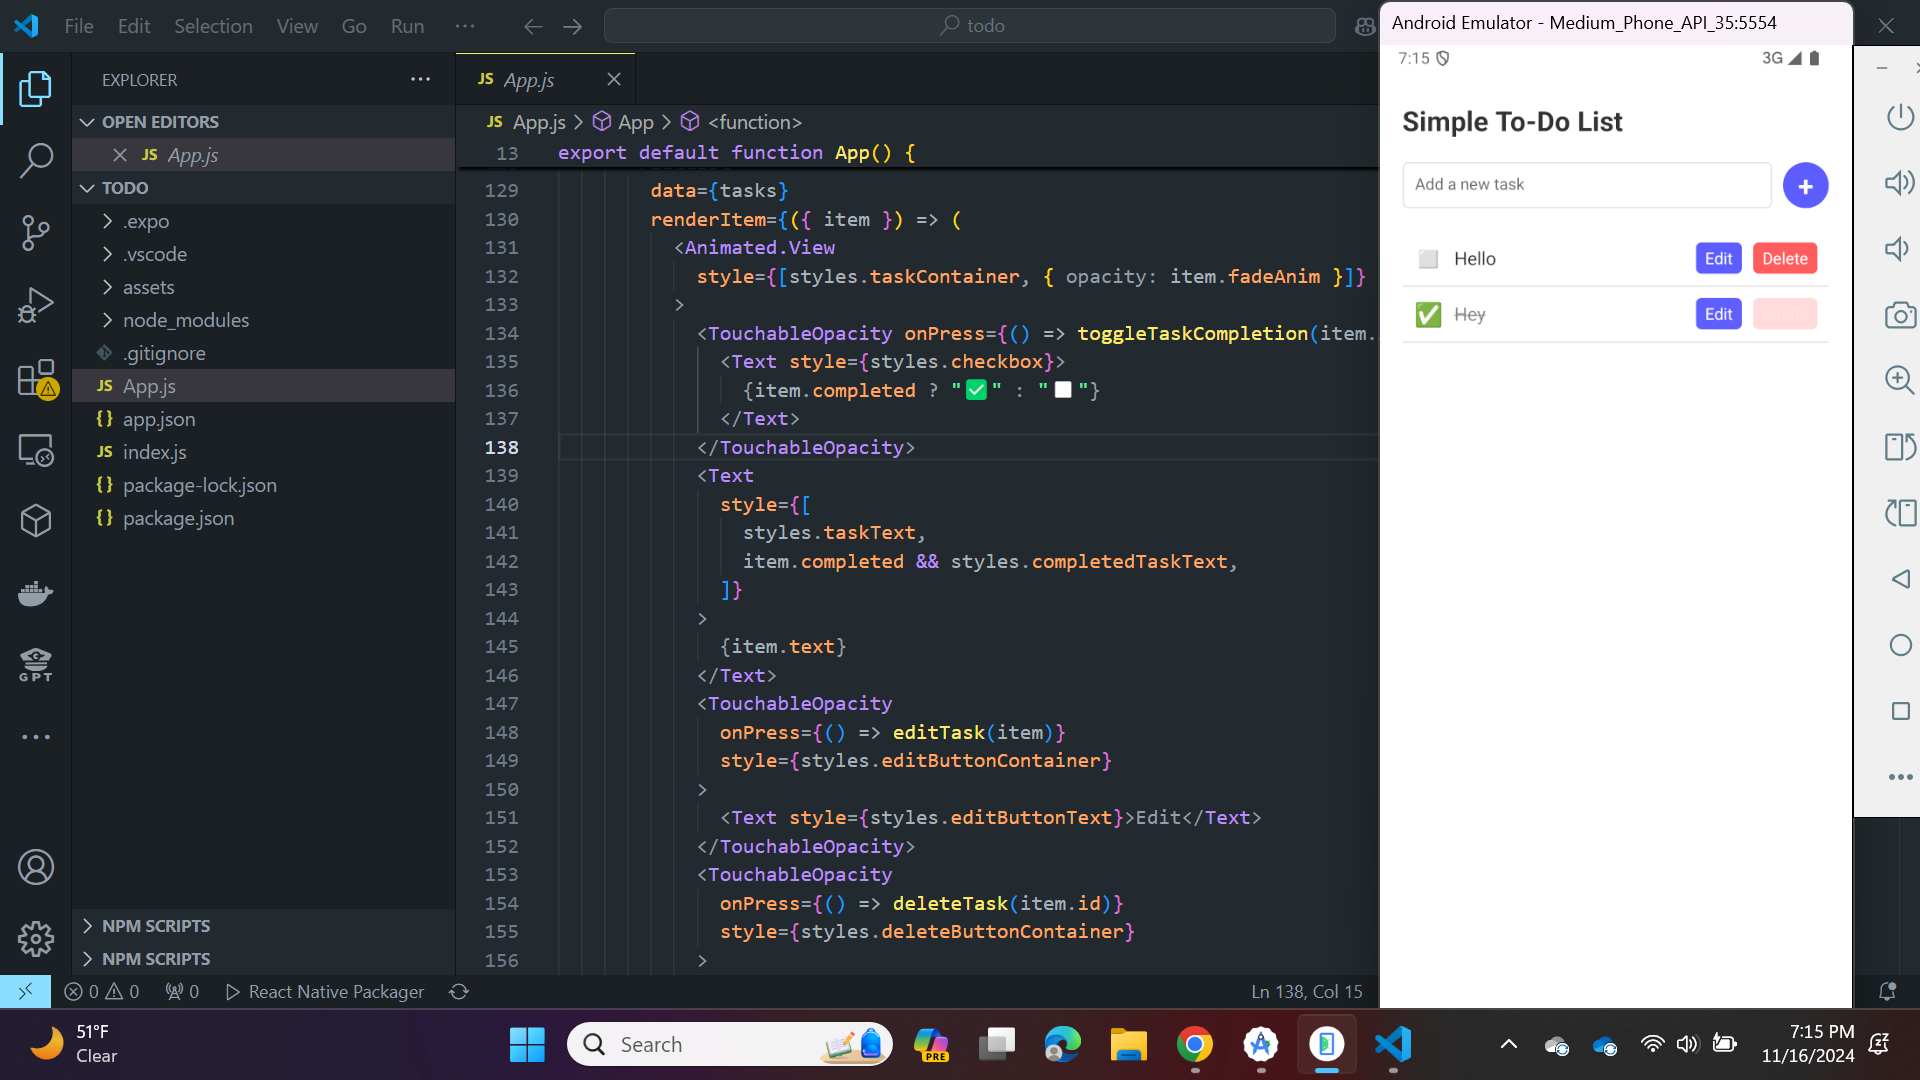 File Edit Selection View Go Run ··· todo
Android Emulator - Medium_Phone_API_35:5554
EXPLORER
OPEN EDITORS
JS App.js
TODO
.expo
.vscode
assets
node_modules
.gitignore
JS App.js
{} app.json
JS index.js
{} package-lock.json
{} package.json
NPM SCRIPTS
NPM SCRIPTS
GPT
JS App.js
JS App.js > App > <function>
13 export default function App() {
129 data={tasks}
130 renderItem={({ item }) => (
131 <Animated.View
132 style={[styles.taskContainer, { opacity: item.fadeAnim }]}
133 >
134 <TouchableOpacity onPress={() => toggleTaskCompletion(item.
135 <Text style={styles.checkbox}>
136 {item.completed ? "✅" : "⬜"}
137 </Text>
138 </TouchableOpacity>
139 <Text
140 style={[
141 styles.taskText,
142 item.completed && styles.completedTaskText,
143 ]}
144 >
145 {item.text}
146 </Text>
147 <TouchableOpacity
148 onPress={() => editTask(item)}
149 style={styles.editButtonContainer}
150 >
151 <Text style={styles.editButtonText}>Edit</Text>
152 </TouchableOpacity>
153 <TouchableOpacity
154 onPress={() => deleteTask(item.id)}
155 style={styles.deleteButtonContainer}
156 >
7:15 3G
Simple To-Do List
Add a new task +
Hello Edit Delete
Hey Edit Delete
0 0 0 React Native Packager Ln 138, Col 15
51°F
Clear
Search
PRE
7:15 PM
11/16/2024